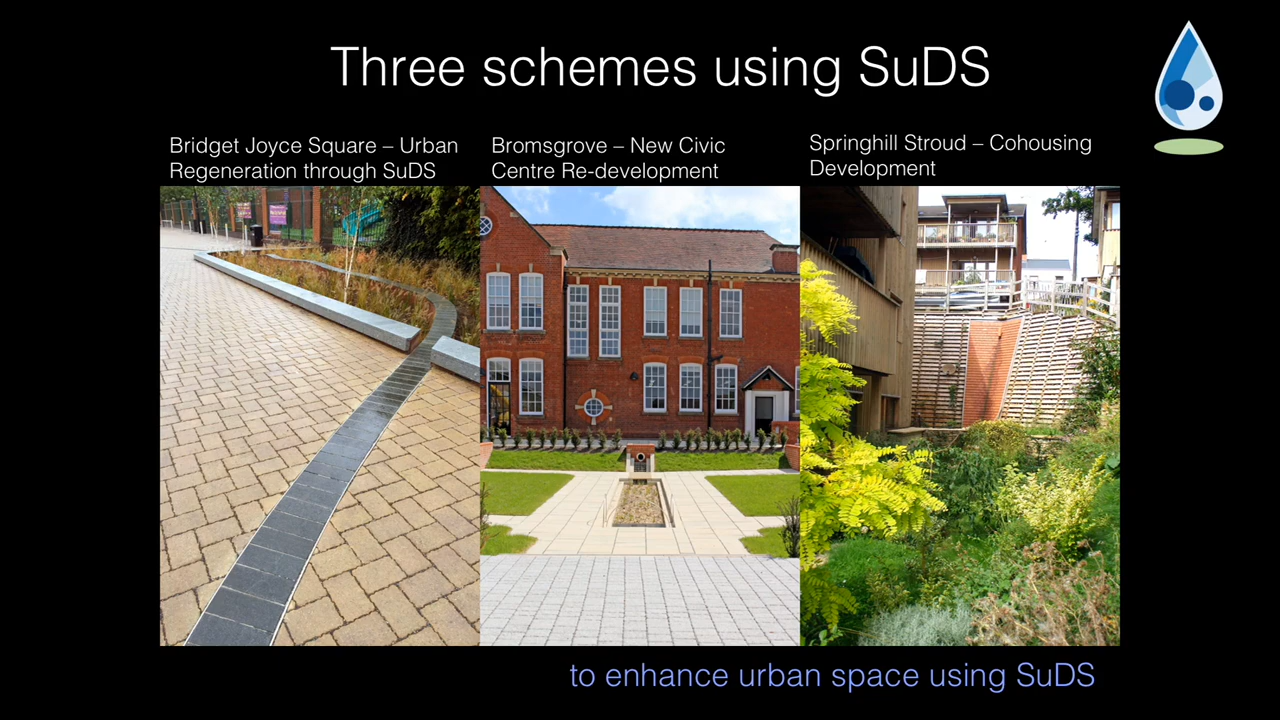 Three schemes using SuDS
Bridget Joyce Square – Urban
Regeneration through SuDS
Bromsgrove – New Civic
Centre Re-development
Springhill Stroud – Cohousing
Development
to enhance urban space using SuDS